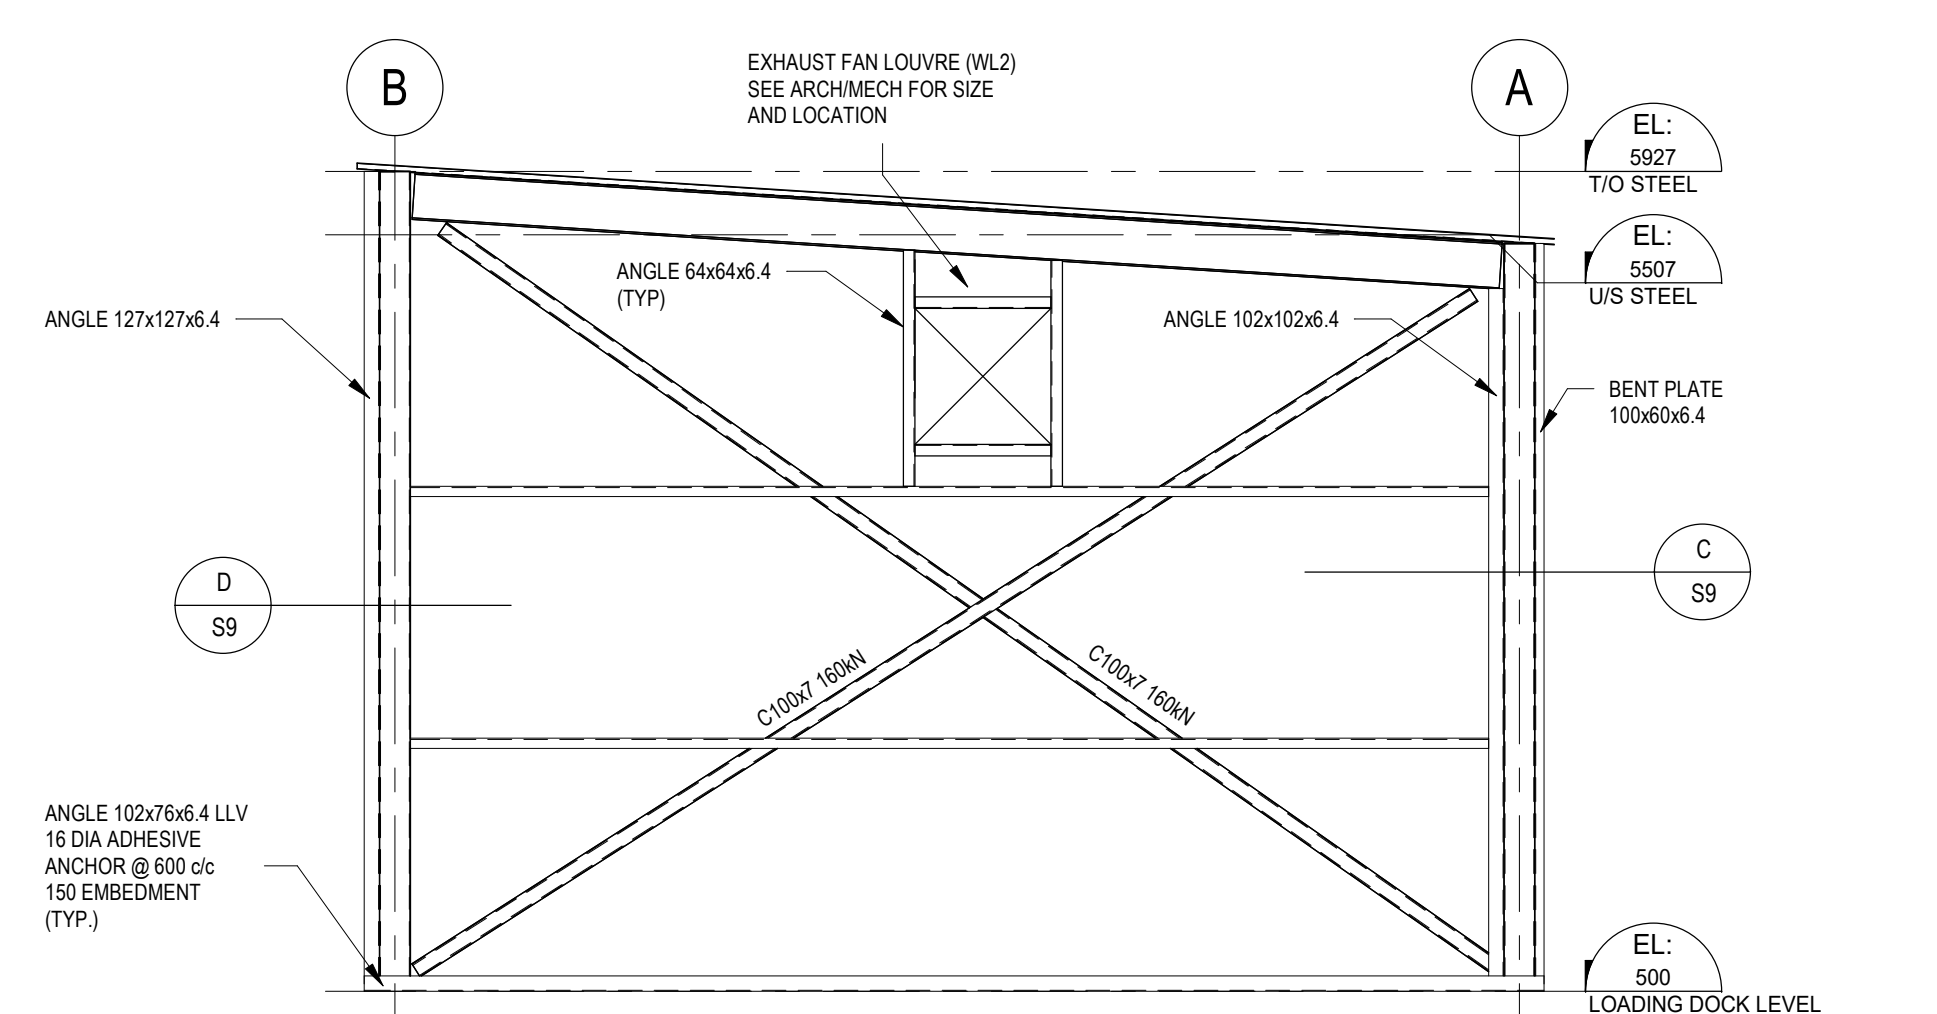 B
EXHAUST FAN LOUVRE (WL2)
SEE ARCH/MECH FOR SIZE
AND LOCATION
A
EL:
5927
T/O STEEL
EL:
5507
U/S STEEL
ANGLE 64x64x6.4
(TYP)
ANGLE 127x127x6.4
ANGLE 102x102x6.4
BENT PLATE
100x60x6.4
D
S9
C
S9
C100x7 160kN
C100x7 160kN
ANGLE 102x76x6.4 LLV
16 DIA ADHESIVE
ANCHOR @ 600 c/c
150 EMBEDMENT
(TYP.)
EL:
500
LOADING DOCK LEVEL